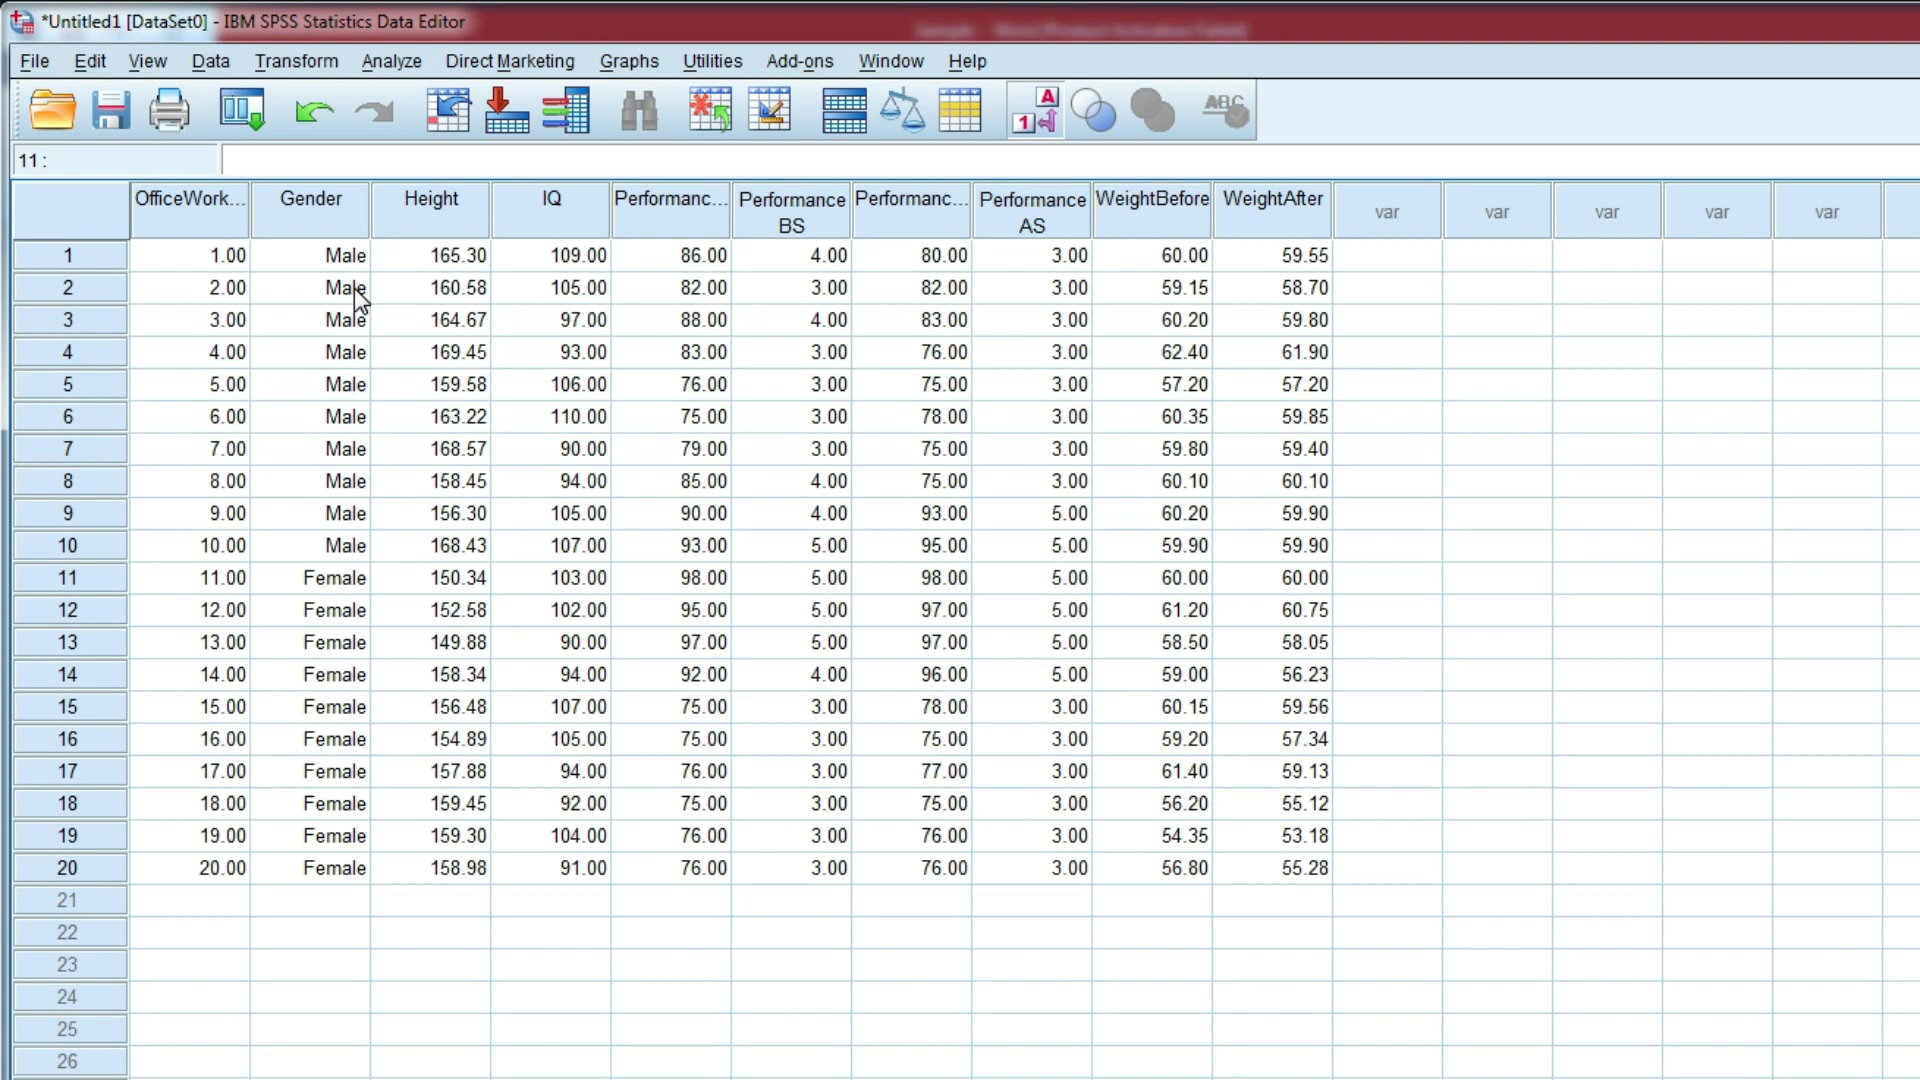 *Untitled1 [DataSet0] - IBM SPSS Statistics Data Editor
File Edit View Data Transform Analyze Direct Marketing Graphs Utilities Add-ons Window Help
A
1
ABC
11 :
OfficeWork... Gender Height IQ Performanc... Performance BS Performanc... Performance AS WeightBefore WeightAfter var var var var var
1 1.00 Male 165.30 109.00 86.00 4.00 80.00 3.00 60.00 59.55
2 2.00 Male 160.58 105.00 82.00 3.00 82.00 3.00 59.15 58.70
3 3.00 Male 164.67 97.00 88.00 4.00 83.00 3.00 60.20 59.80
4 4.00 Male 169.45 93.00 83.00 3.00 76.00 3.00 62.40 61.90
5 5.00 Male 159.58 106.00 76.00 3.00 75.00 3.00 57.20 57.20
6 6.00 Male 163.22 110.00 75.00 3.00 78.00 3.00 60.35 59.85
7 7.00 Male 168.57 90.00 79.00 3.00 75.00 3.00 59.80 59.40
8 8.00 Male 158.45 94.00 85.00 4.00 75.00 3.00 60.10 60.10
9 9.00 Male 156.30 105.00 90.00 4.00 93.00 5.00 60.20 59.90
10 10.00 Male 168.43 107.00 93.00 5.00 95.00 5.00 59.90 59.90
11 11.00 Female 150.34 103.00 98.00 5.00 98.00 5.00 60.00 60.00
12 12.00 Female 152.58 102.00 95.00 5.00 97.00 5.00 61.20 60.75
13 13.00 Female 149.88 90.00 97.00 5.00 97.00 5.00 58.50 58.05
14 14.00 Female 158.34 94.00 92.00 4.00 96.00 5.00 59.00 56.23
15 15.00 Female 156.48 107.00 75.00 3.00 78.00 3.00 60.15 59.56
16 16.00 Female 154.89 105.00 75.00 3.00 75.00 3.00 59.20 57.34
17 17.00 Female 157.88 94.00 76.00 3.00 77.00 3.00 61.40 59.13
18 18.00 Female 159.45 92.00 75.00 3.00 75.00 3.00 56.20 55.12
19 19.00 Female 159.30 104.00 76.00 3.00 76.00 3.00 54.35 53.18
20 20.00 Female 158.98 91.00 76.00 3.00 76.00 3.00 56.80 55.28
21
22
23
24
25
26